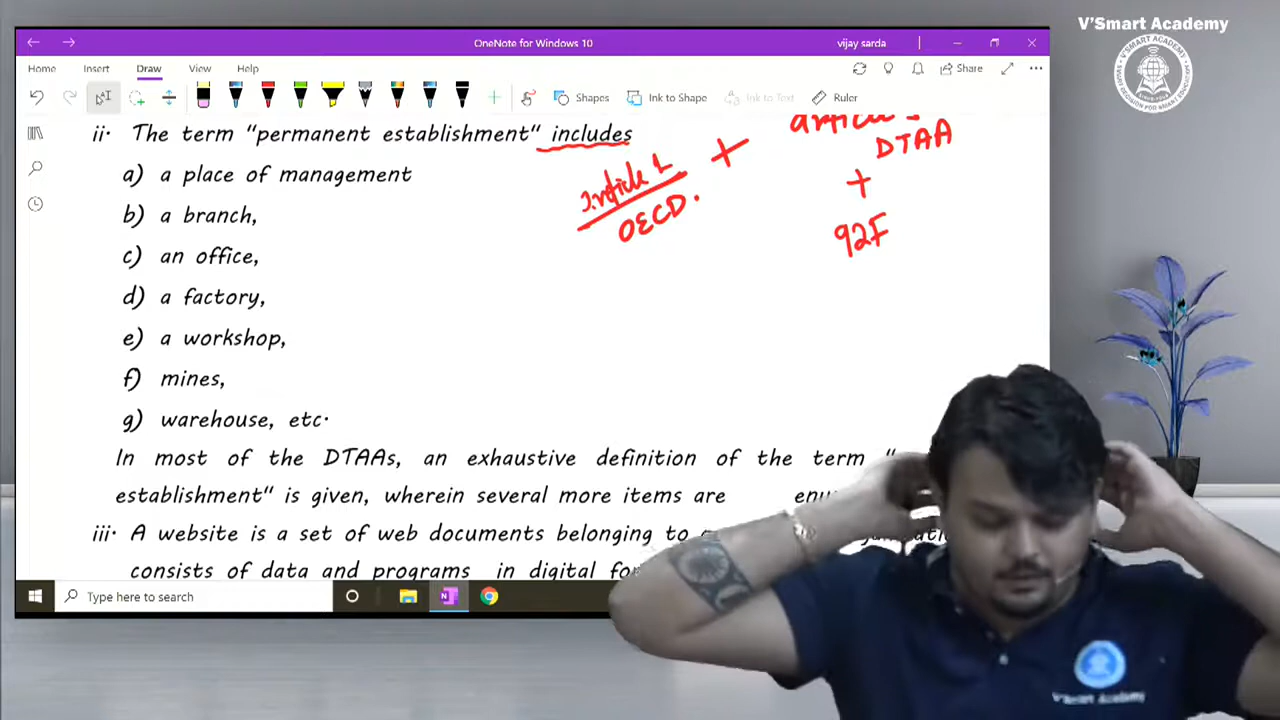 V'Smart Academy
OneNote for Windows 10
vijay sarda
Home Insert Draw View Help
Share
Shapes
Ink to Shape
Ink to Text
Ruler
ii. The term "permanent establishment" includes
a) a place of management
b) a branch,
c) an office,
d) a factory,
e) a workshop,
f) mines,
g) warehouse, etc.
Article 1
OECD.
+
DTAA
+
92F
In most of the DTAAs, an exhaustive definition of the term "
establishment" is given, wherein several more items are
iii. A website is a set of web documents belonging to
consists of data and programs in digital
Type here to search
V'Smart Academy